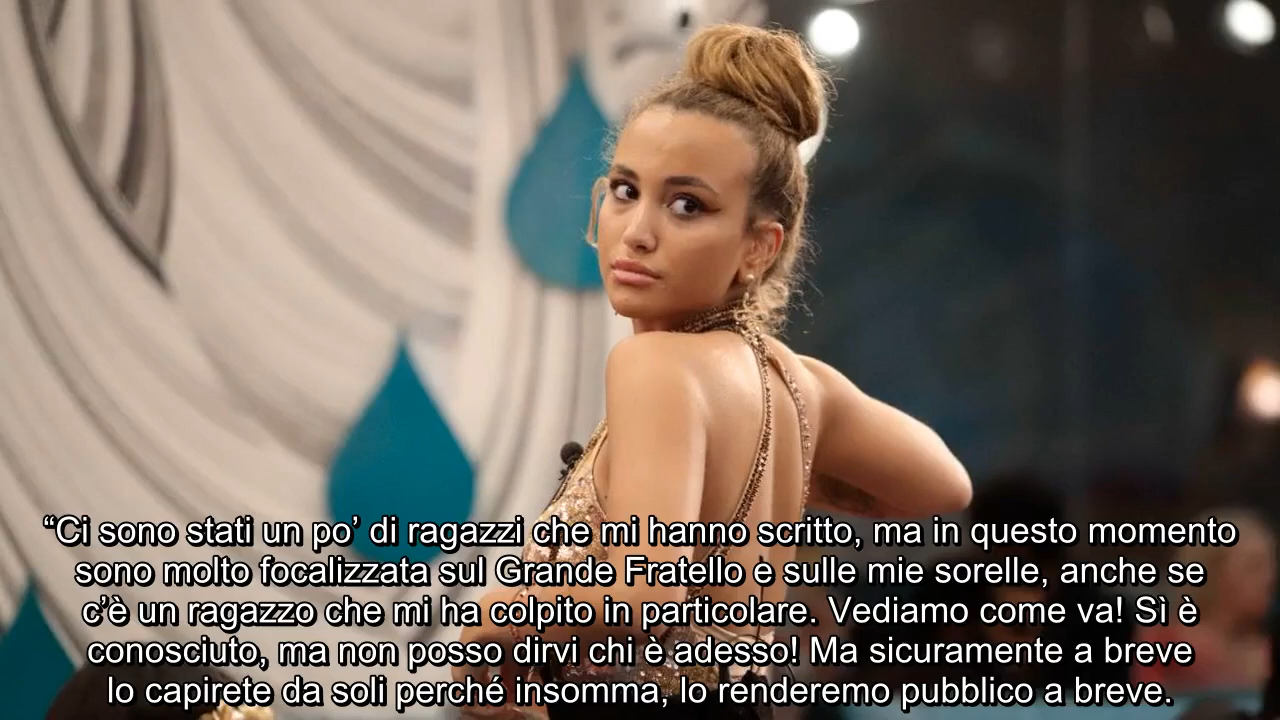 “Ci sono stati un po’ di ragazzi che mi hanno scritto, ma in questo momento
sono molto focalizzata sul Grande Fratello e sulle mie sorelle, anche se
c’è un ragazzo che mi ha colpito in particolare. Vediamo come va! Sì è
conosciuto, ma non posso dirvi chi è adesso! Ma sicuramente a breve
lo capirete da soli perché insomma, lo renderemo pubblico a breve.